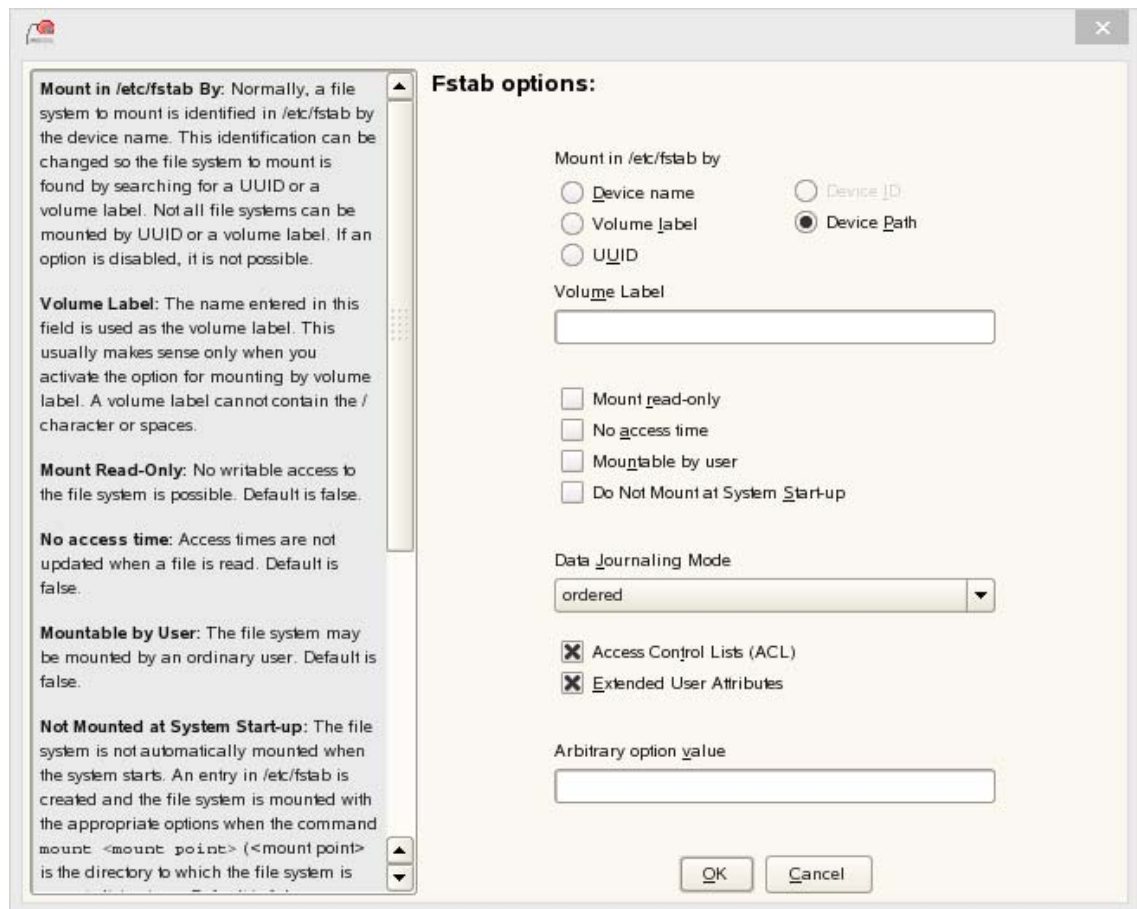 Mount in /etc/fstab By: Normally, a file
system to mount is identified in /etc/fstab by
the device name. This identification can be
changed so the file system to mount is
found by searching for a UUID or a
volume label. Not all file systems can be
mounted by UUID or a volume label. If an
option is disabled, it is not possible.
Volume Label: The name entered in this
field is used as the volume label. This
usually makes sense only when you
activate the option for mounting by volume
label. A volume label cannot contain the /
character or spaces.
Mount Read-Only: No writable access to
the file system is possible. Default is false.
No access time: Access times are not
updated when a file is read. Default is
false.
Mountable by User: The file system may
be mounted by an ordinary user. Default is
false.
Not Mounted at System Start-up: The file
system is not automatically mounted when
the system starts. An entry in /etc/fstab is
created and the file system is mounted with
the appropriate options when the command
mount <mount point> (<mount point>
is the directory to which the file system is
Fstab options:
Mount in /etc/fstab by
Device name
Device ID
Volume label
Device Path
UUID
Volume Label
Mount read-only
No access time
Mountable by user
Do Not Mount at System Start-up
Data Journaling Mode
ordered
Access Control Lists (ACL)
Extended User Attributes
Arbitrary option value
OK
Cancel